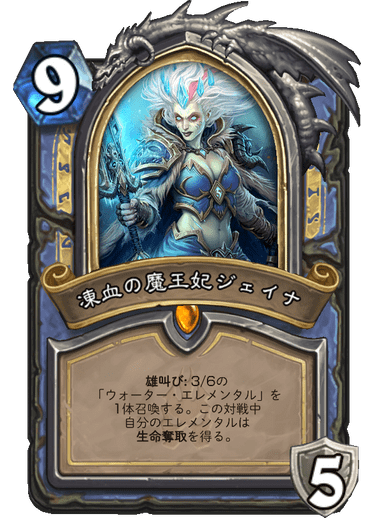 9
凍血の魔王妃ジェイナ
雄叫び: 3/6の
「ウォーター・エレメンタル」を
1体召喚する。この対戦中
自分のエレメンタルは
生命奪取を得る。
5